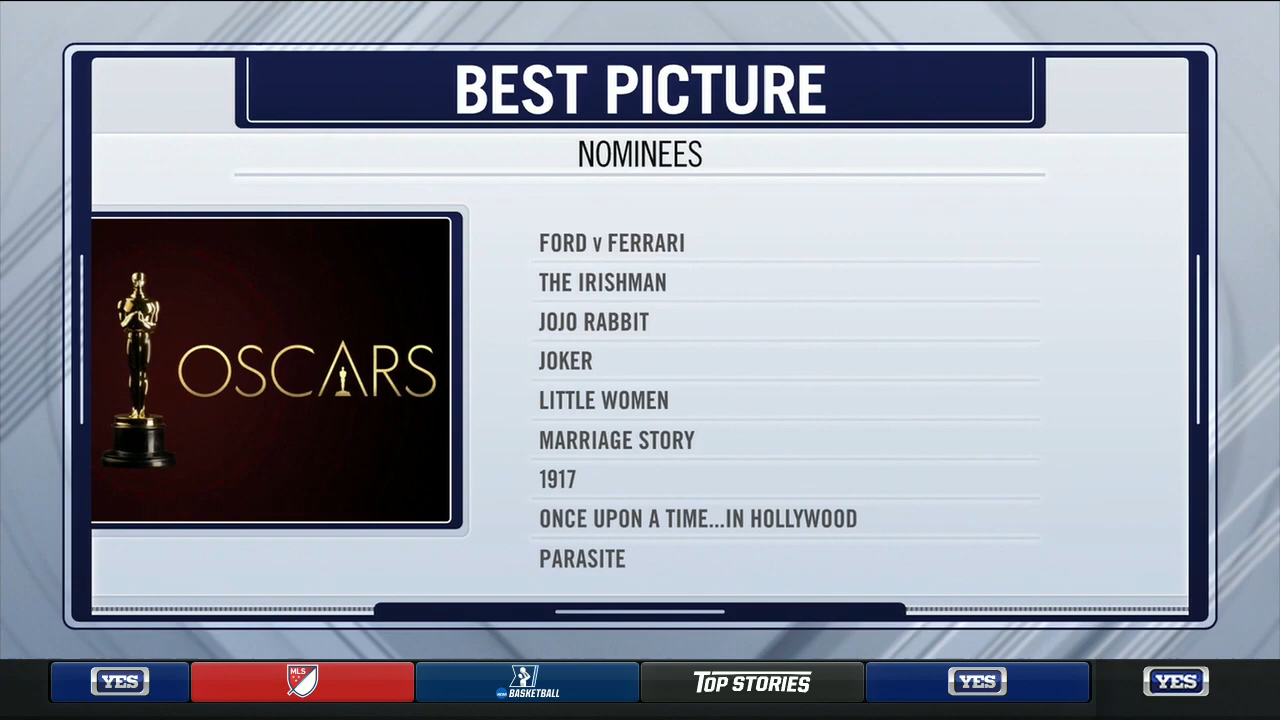 BEST PICTURE
NOMINEES
OSCARS
FORD v FERRARI
THE IRISHMAN
JOJO RABBIT
JOKER
LITTLE WOMEN
MARRIAGE STORY
1917
ONCE UPON A TIME...IN HOLLYWOOD
PARASITE
YES
MLS
NCAA BASKETBALL
TOP STORIES
YES
YES